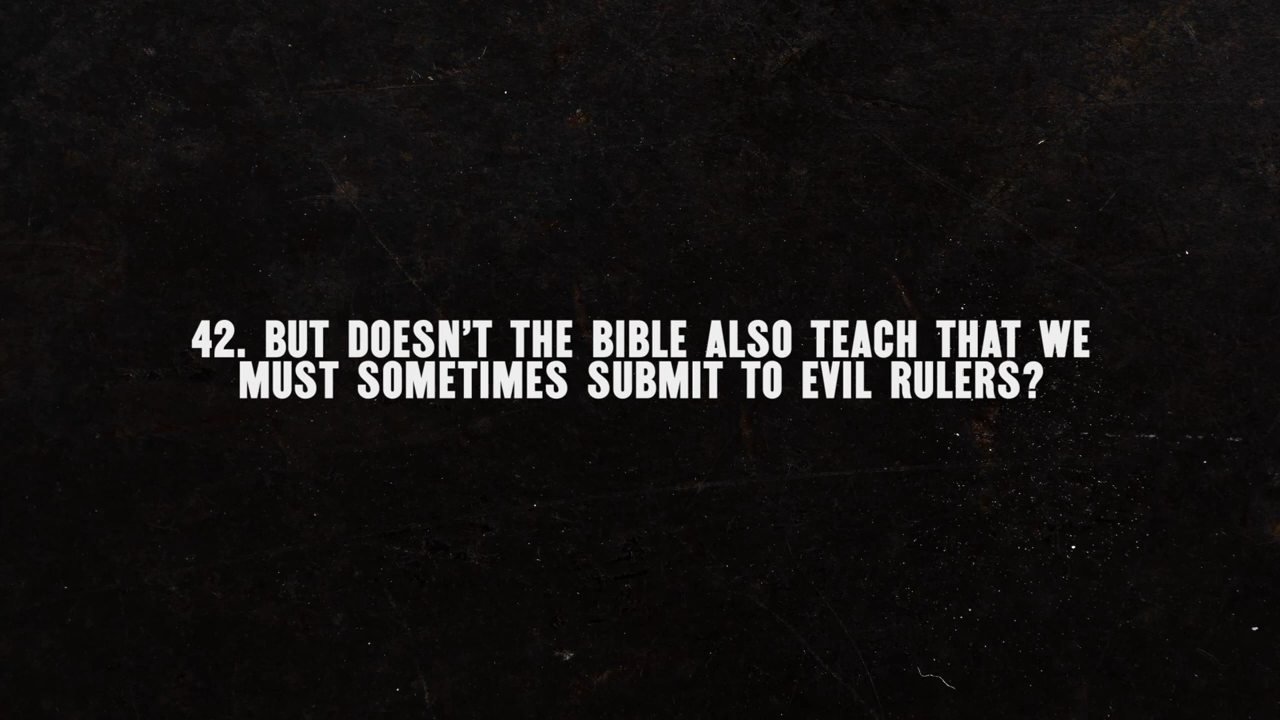 42. BUT DOESN'T THE BIBLE ALSO TEACH THAT WE
MUST SOMETIMES SUBMIT TO EVIL RULERS?